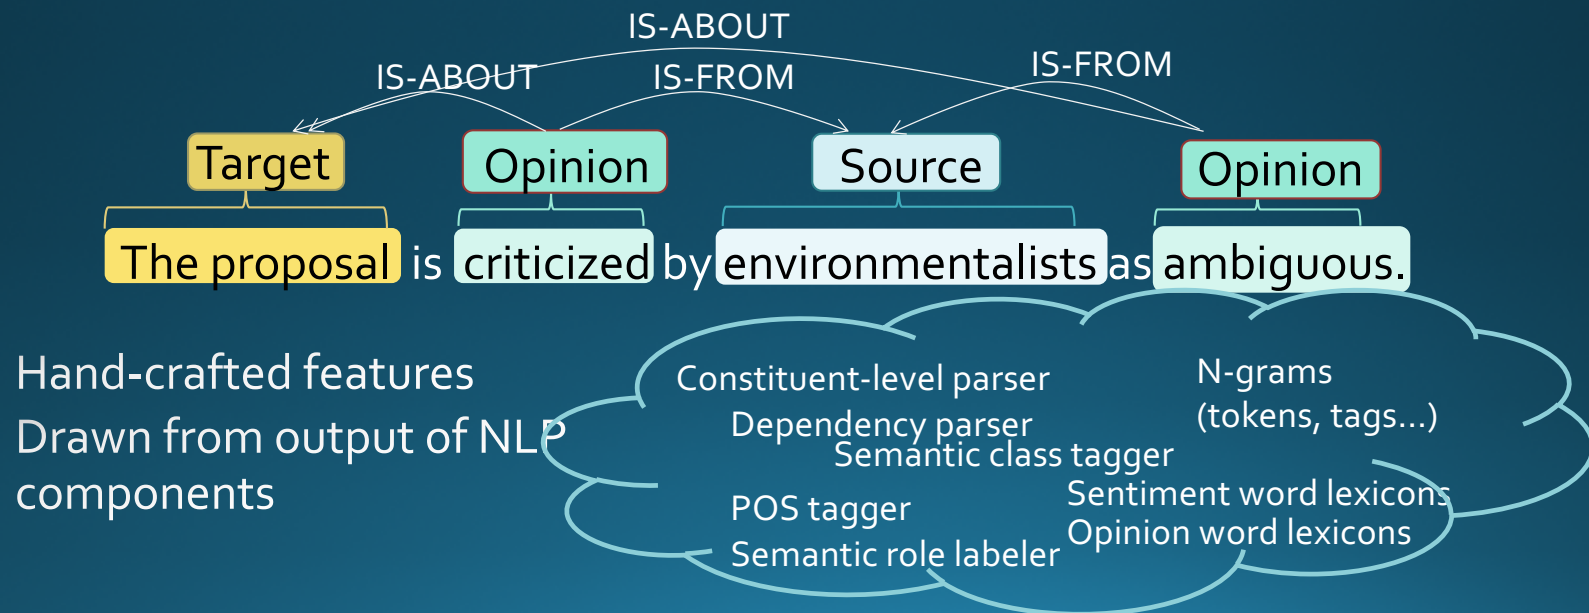 IS-ABOUT
IS-ABOUT IS-FROM IS-FROM
Target Opinion Source Opinion
The proposal is criticized by environmentalists as ambiguous.
Hand-crafted features
Drawn from output of NLP
components
Constituent-level parser
Dependency parser
Semantic class tagger
POS tagger
Semantic role labeler
N-grams
(tokens, tags...)
Sentiment word lexicons
Opinion word lexicons